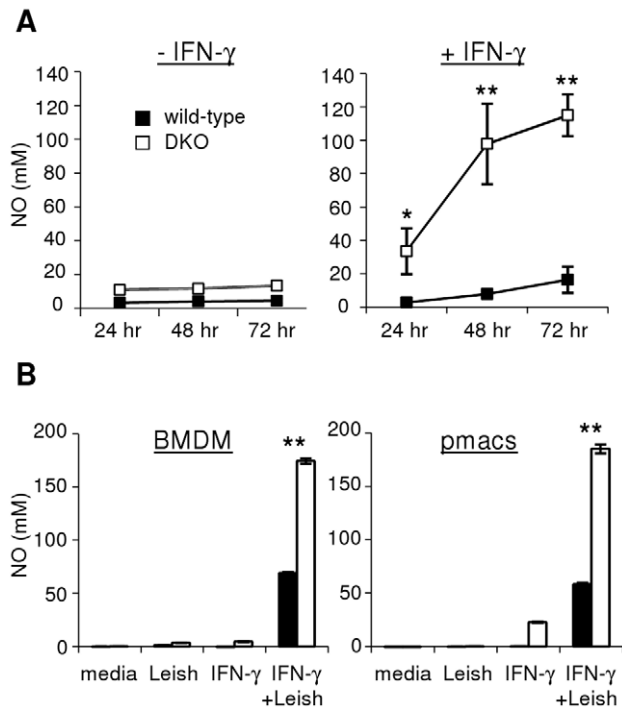 A
- IFN-γ
+ IFN-γ
NO (mM)
140
120
100
80
60
40
20
0
wild-type
DKO
24 hr 48 hr 72 hr
140
120
100
80
60
40
20
0
*
**
**
24 hr 48 hr 72 hr
B
NO (mM)
200
150
100
50
0
BMDM
**
media Leish IFN-γ IFN-γ
+Leish
200
150
100
50
0
pmacs
**
media Leish IFN-γ IFN-γ
+Leish